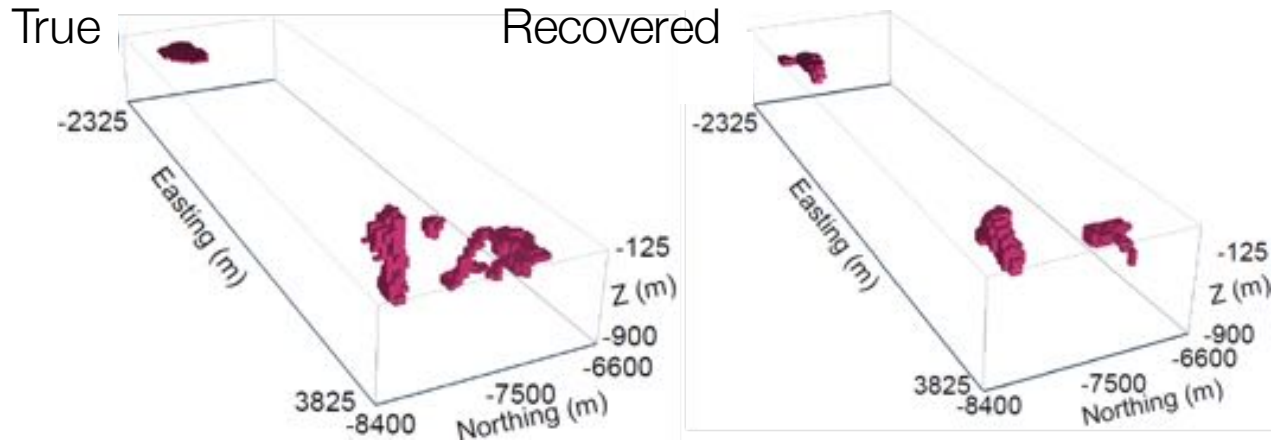 True
Recovered
-2325
Easting (m)
-125
Z (m)
-900
-6600
-7500
Northing (m)
3825
-8400
-2325
Easting (m)
-125
Z (m)
-900
-6600
-7500
Northing (m)
3825
-8400